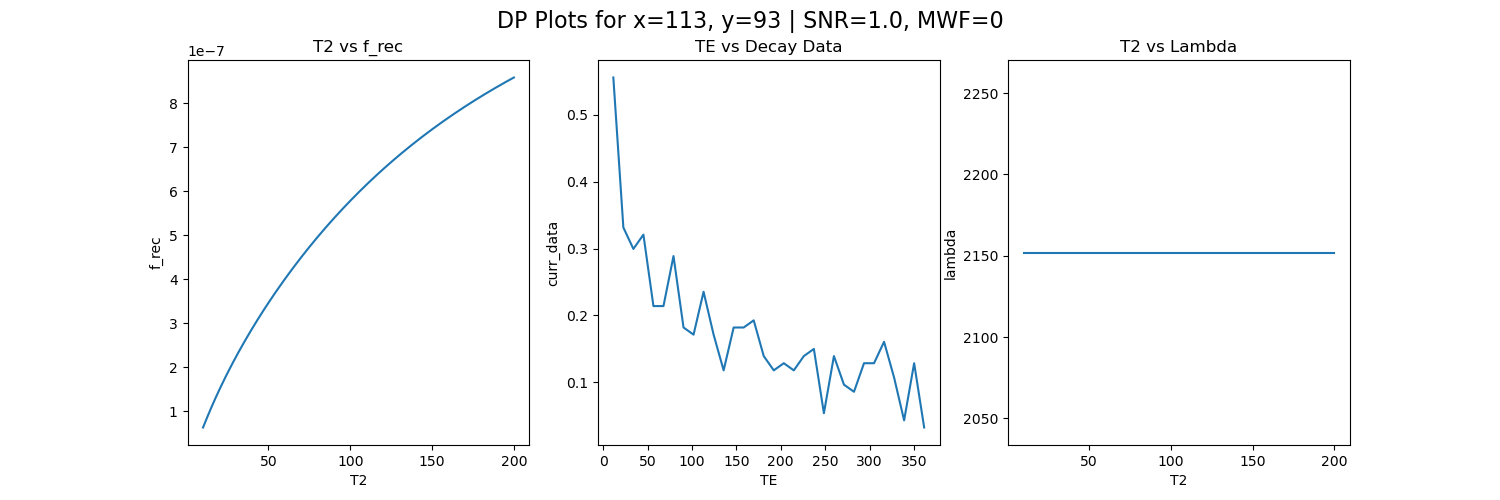 DP Plots for x=113, y=93 | SNR=1.0, MWF=0
T2 vs f_rec
1e−7
8
7
6
5
4
3
2
1
f_rec
50 100 150 200
T2
TE vs Decay Data
0.5
0.4
0.3
0.2
0.1
curr_data
0 50 100 150 200 250 300 350
TE
T2 vs Lambda
2250
2200
2150
2100
2050
lambda
50 100 150 200
T2